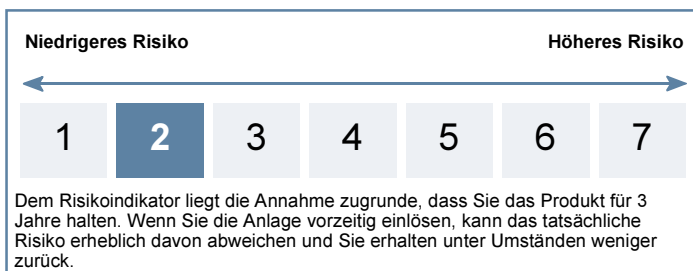 Niedrigeres Risiko Höheres Risiko
1 2 3 4 5 6 7
Dem Risikoindikator liegt die Annahme zugrunde, dass Sie das Produkt für 3
Jahre halten. Wenn Sie die Anlage vorzeitig einlösen, kann das tatsächliche
Risiko erheblich davon abweichen und Sie erhalten unter Umständen weniger
zurück.